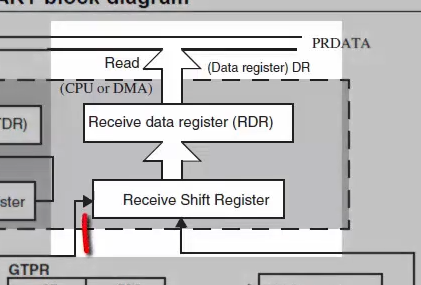 ART block diagram
PRDATA
Read
(Data register) DR
(CPU or DMA)
TDR)
Receive data register (RDR)
ster
Receive Shift Register
GTPR